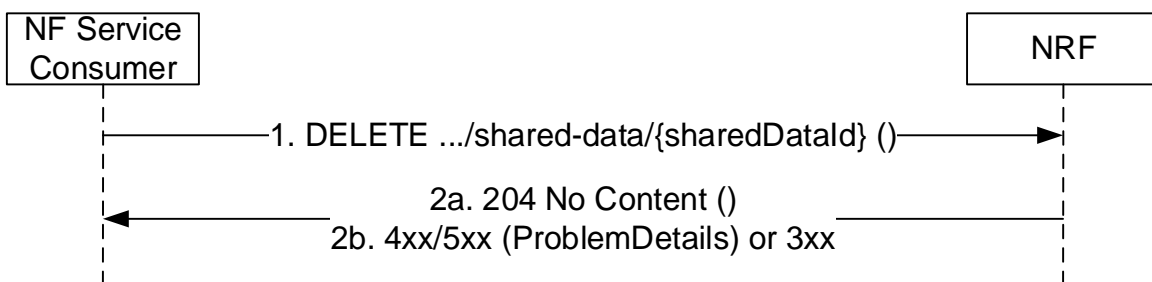 NF Service
Consumer
NRF
1. DELETE .../shared-data/{sharedDataId} ()
2a. 204 No Content ()
2b. 4xx/5xx (ProblemDetails) or 3xx